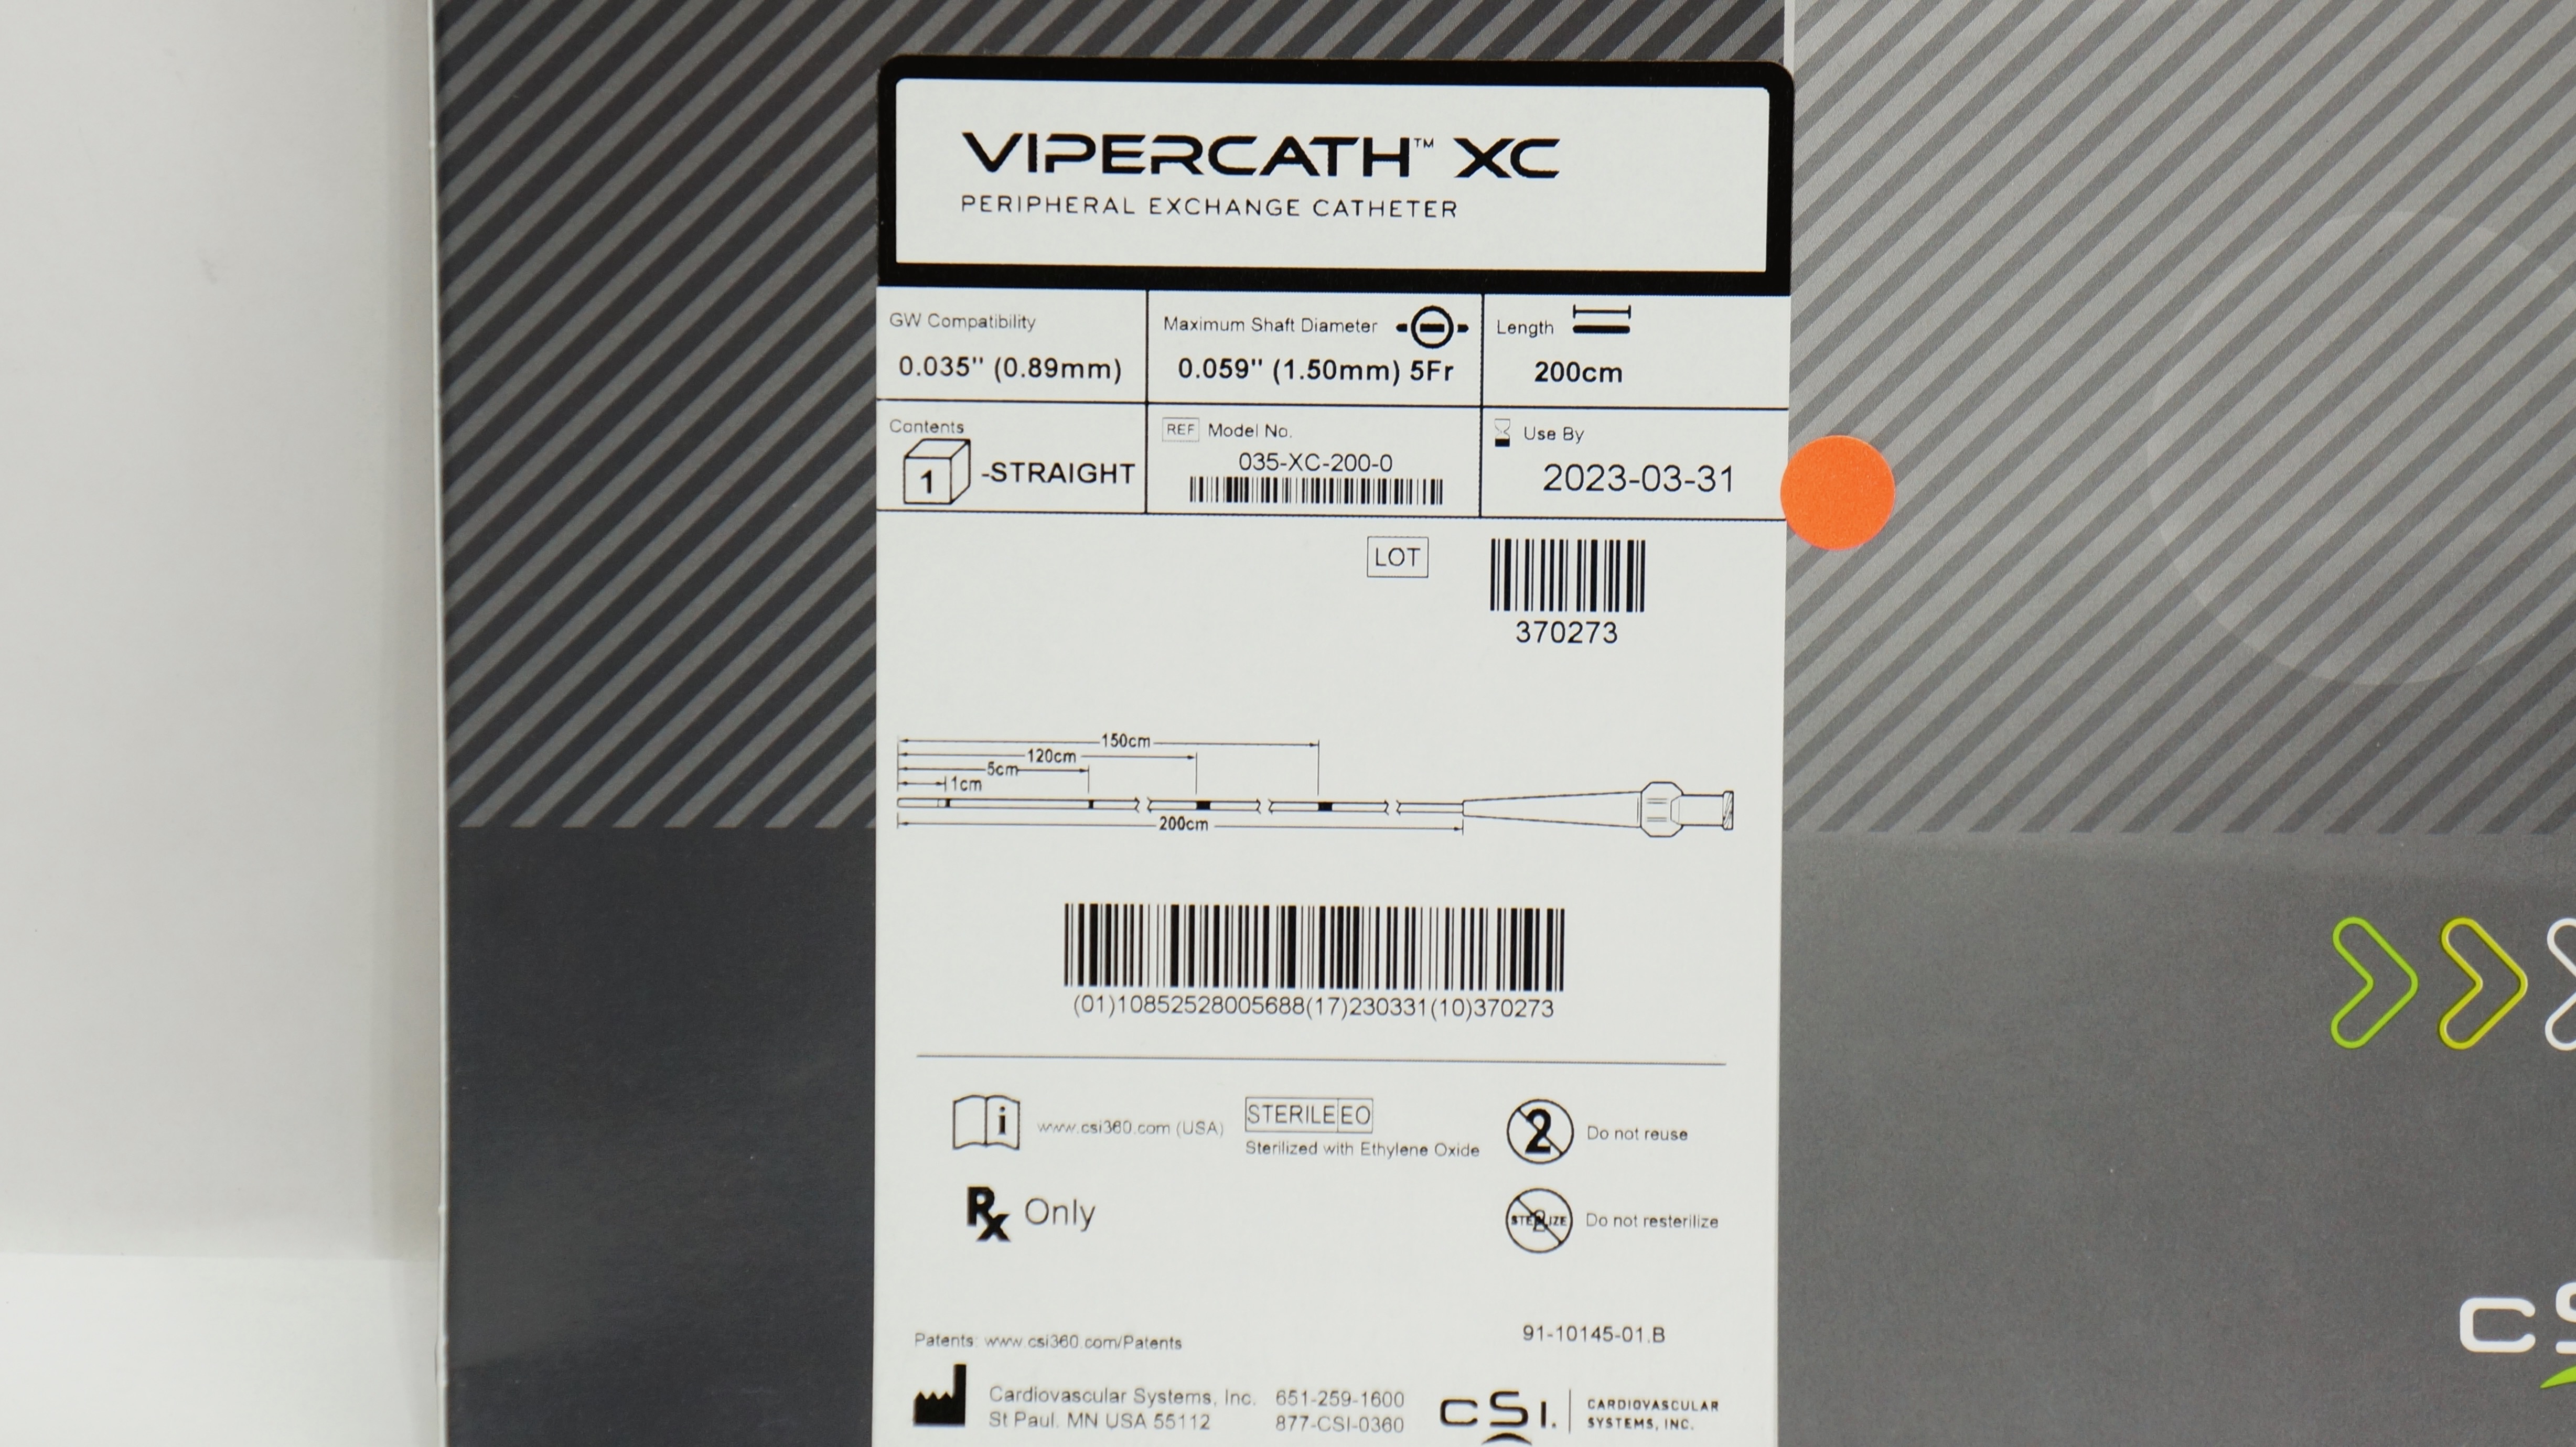 VIPERCATH™ XC
PERIPHERAL EXCHANGE CATHETER
GW Compatibility
0.035" (0.89mm)
Maximum Shaft Diameter
0.059" (1.50mm) 5Fr
Length
200cm
Contents
1 -STRAIGHT
REF Model No.
035-XC-200-0
Use By
2023-03-31
LOT
370273
150cm
120cm
5cm
1cm
200cm
(01)10852528005688(17)230331(10)370273
i www.csi360.com (USA)
STERILE EO
Sterilized with Ethylene Oxide
2 Do not reuse
Rx Only
STERILIZE 2 Do not resterilize
Patents: www.csi360.com/Patents
91-10145-01.B
Cardiovascular Systems, Inc. 651-259-1600
St Paul. MN USA 55112 877-CSI-0360
CSI.
CARDIOVASCULAR
SYSTEMS, INC.
CS